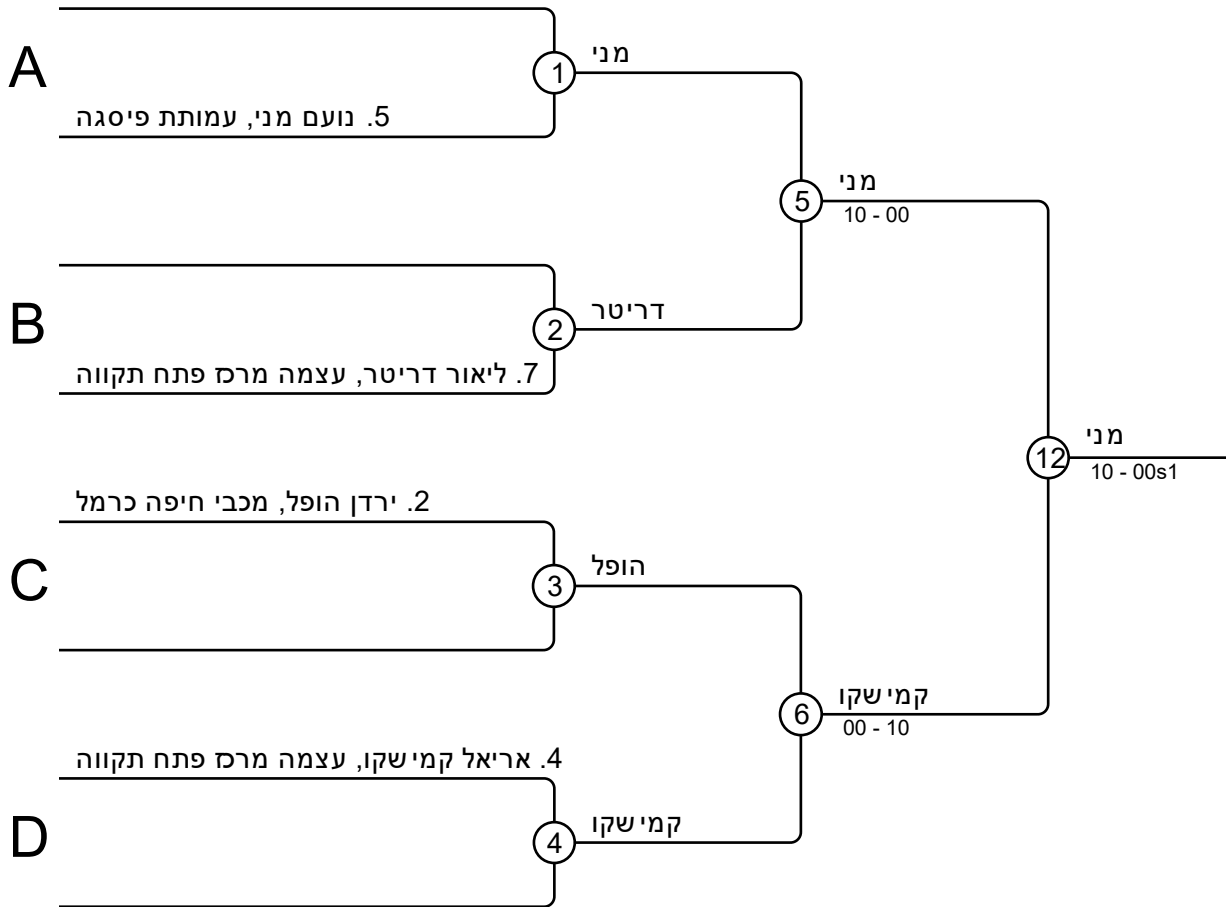 A
1
מני
5. נועם מני, עמותת פיסגה
5
מני
10 - 00
B
2
דריטר
7. ליאור דריטר, עצמה מרכז פתח תקווה
12
מני
10 - 00s1
2. ירדן הופל, מכבי חיפה כרמל
C
3
הופל
6
קמישקו
00 - 10
4. אריאל קמישקו, עצמה מרכז פתח תקווה
D
4
קמישקו